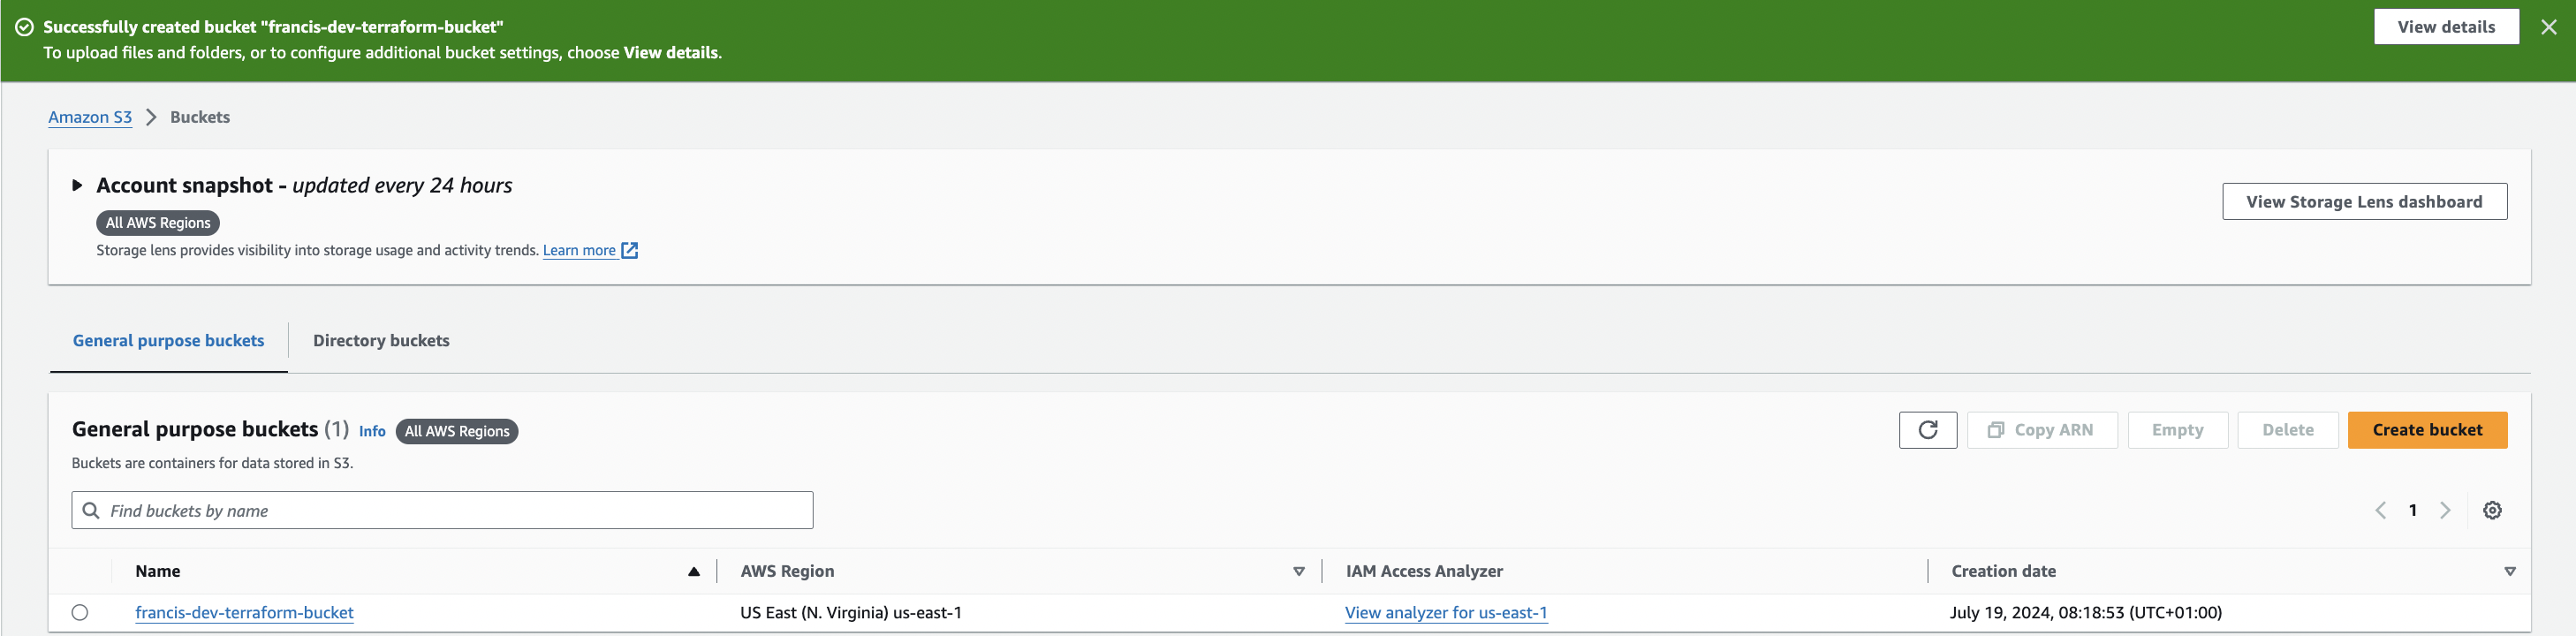 Successfully created bucket "francis-dev-terraform-bucket"
View details
To upload files and folders, or to configure additional bucket settings, choose View details.
Amazon S3 Buckets
Account snapshot - updated every 24 hours
View Storage Lens dashboard
All AWS Regions
Storage lens provides visibility into storage usage and activity trends. Learn more
General purpose buckets Directory buckets
General purpose buckets (1) Info All AWS Regions
Copy ARN Empty Delete Create bucket
Buckets are containers for data stored in S3.
Find buckets by name
1
Name AWS Region IAM Access Analyzer Creation date
francis-dev-terraform-bucket US East (N. Virginia) us-east-1 View analyzer for us-east-1 July 19, 2024, 08:18:53 (UTC+01:00)